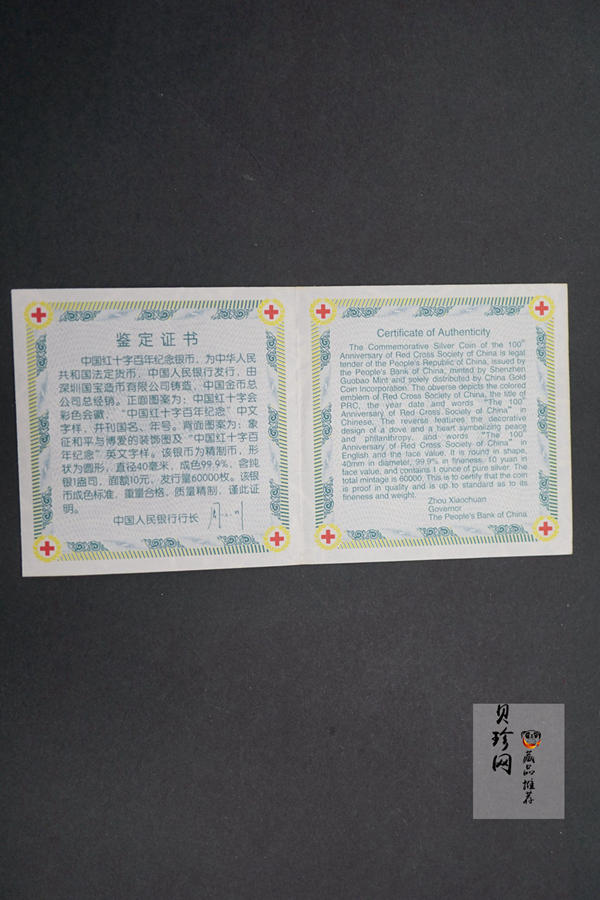 鉴定证书
中国红十字百年纪念银币，为中华人民
共和国法定货币，中国人民银行发行，由
深圳国宝造币有限公司铸造，中国金币总
公司总经销。正面图案为：中国红十字会
彩色会徽、“中国红十字百年纪念”中文
字样，并刊国名、年号。背面图案为：象
征和平与博爱的装饰图及“中国红十字百
年纪念”英文字样。该银币为精制币，形
状为圆形，直径40毫米，成色99.9%，含纯
银1盎司，面额10元，发行量60000枚。该银
币成色标准，重量合格，质量精制，谨此证
明。
中国人民银行行长
Certificate of Authenticity
The Commemorative Silver Coin of the 100th
Anniversary of Red Cross Society of China is legal
tender of the People's Republic of China, issued by
the People's Bank of China, minted by Shenzhen
Guobao Mint and solely distributed by China Gold
Coin Incorporation. The obverse depicts the colored
emblem of Red Cross Society of China, the title of
PRC, the year date and words "The 100th
Anniversary of Red Cross Society of China" in
Chinese. The reverse features the decorative
design of a dove and a heart symbolizing peace
and philanthropy, and words "The 100th
Anniversary of Red Cross Society of China" in
English and the face value. It is round in shape,
40mm in diameter, 99.9% in fineness, 10 yuan in
face value, and contains 1 ounce of pure silver. The
total mintage is 60000. This is to certify that the coin
is proof in quality and is up to standard as to its
fineness and weight.
Zhou Xiaochuan
Governor
The People's Bank of China
贝珍网
藏品推荐